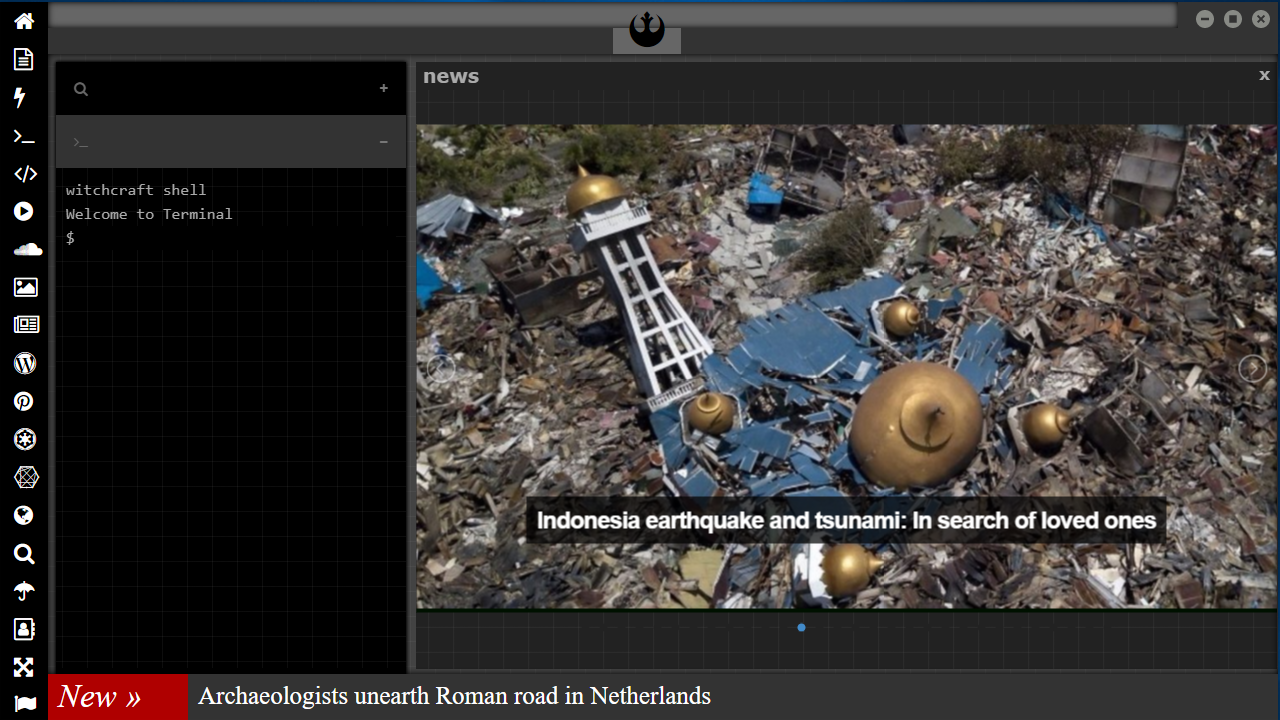 news
x
+
>_
−
witchcraft shell
Welcome to Terminal
$
Indonesia earthquake and tsunami: In search of loved ones
New » Archaeologists unearth Roman road in Netherlands